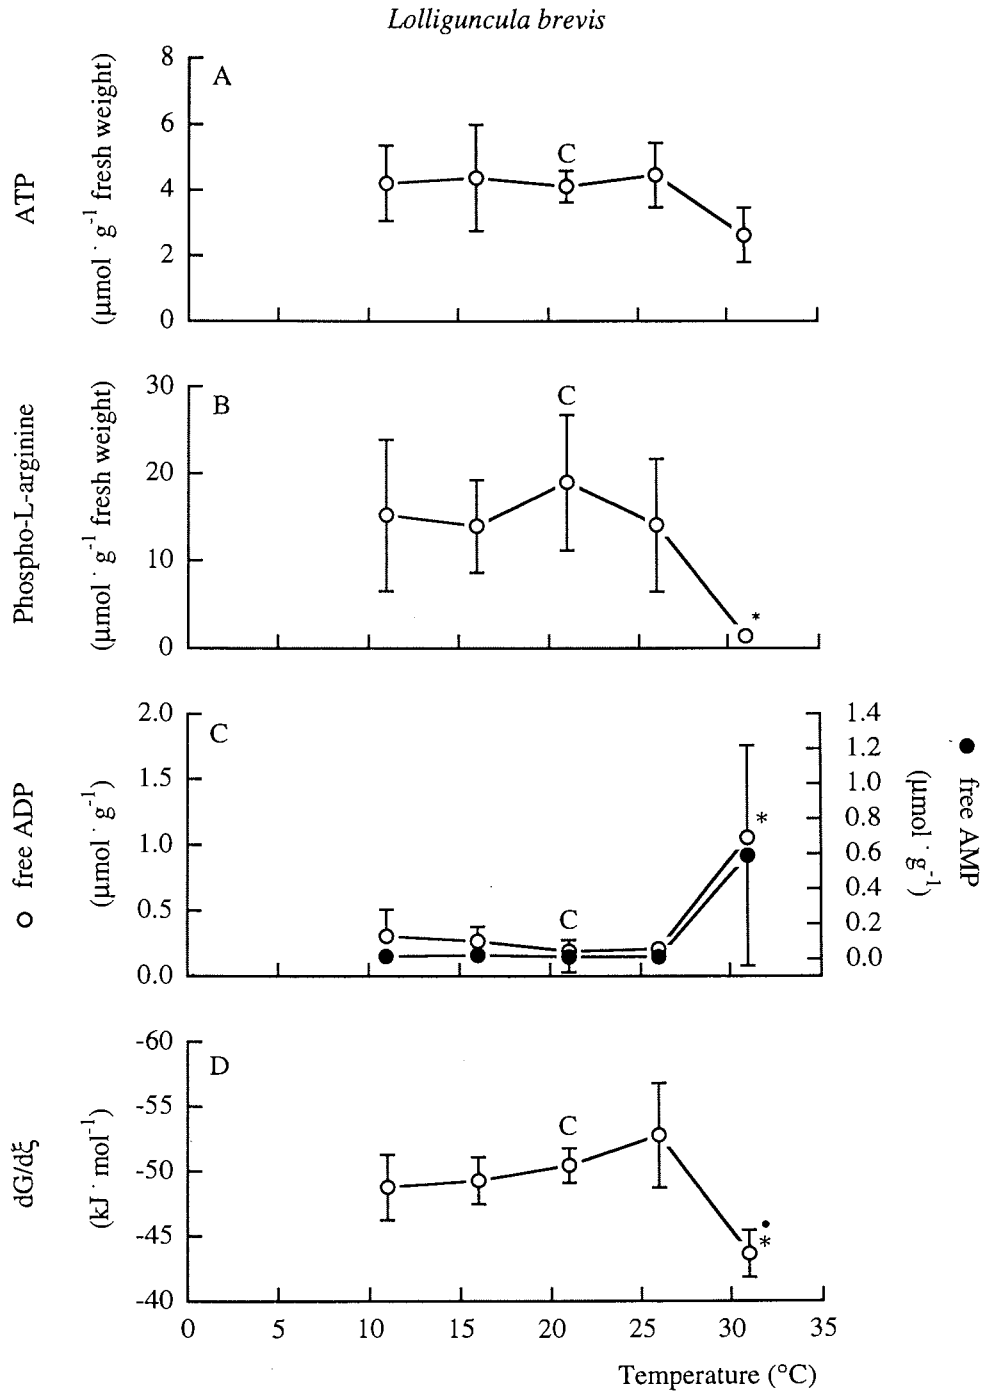 Lolliguncula brevis
A
ATP
(μmol · g⁻¹ fresh weight)
8
6
4
2
0
C
B
Phospho-L-arginine
(μmol · g⁻¹ fresh weight)
30
20
10
0
C
*
C
○ free ADP
(μmol · g⁻¹)
2.0
1.5
1.0
0.5
0.0
C
*
1.4
1.2
1.0
0.8
0.6
0.4
0.2
0.0
● free AMP
(μmol · g⁻¹)
D
dG/dξ
(kJ · mol⁻¹)
-60
-55
-50
-45
-40
C
•
*
0 5 10 15 20 25 30 35
Temperature (°C)